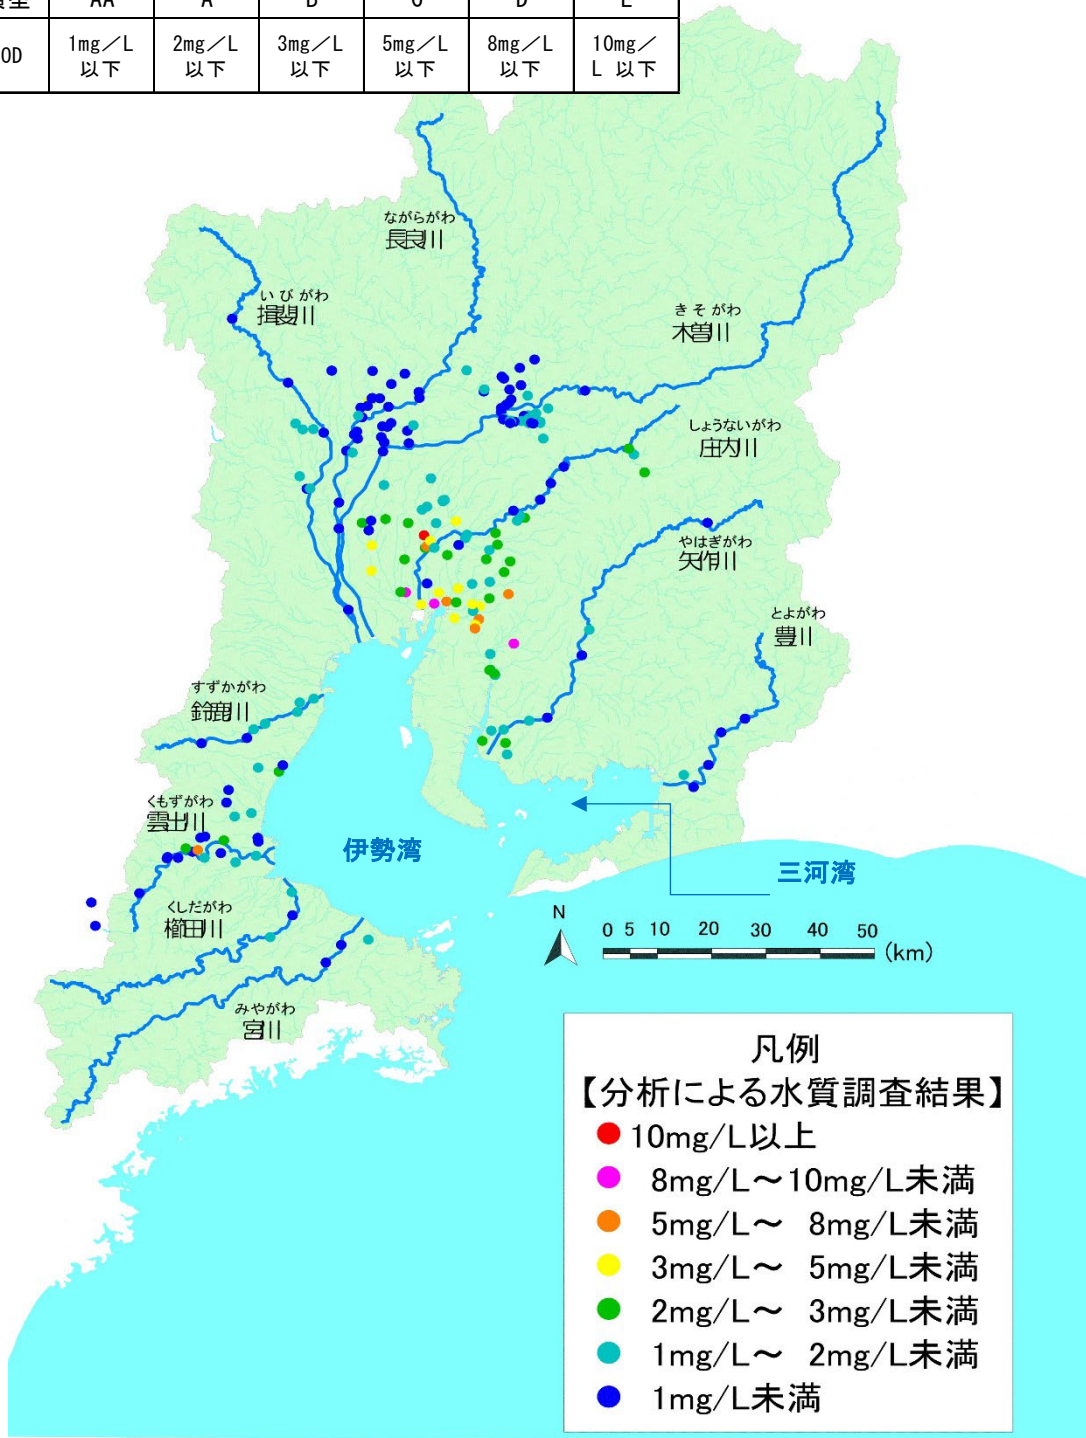 AA A B C D E
OD 1mg／L 以下 2mg／L 以下 3mg／L 以下 5mg／L 以下 8mg／L 以下 10mg／L 以下
ながらがわ
長良川
いびがわ
揖斐川
きそがわ
木曽川
しょうないがわ
庄内川
やはぎがわ
矢作川
とよがわ
豊川
すずかがわ
鈴鹿川
くもずがわ
雲出川
伊勢湾
三河湾
くしだがわ
櫛田川
N
0 5 10 20 30 40 50
(km)
みやがわ
宮川
凡例
【分析による水質調査結果】
10mg/L以上
8mg/L～10mg/L未満
5mg/L～ 8mg/L未満
3mg/L～ 5mg/L未満
2mg/L～ 3mg/L未満
1mg/L～ 2mg/L未満
1mg/L未満